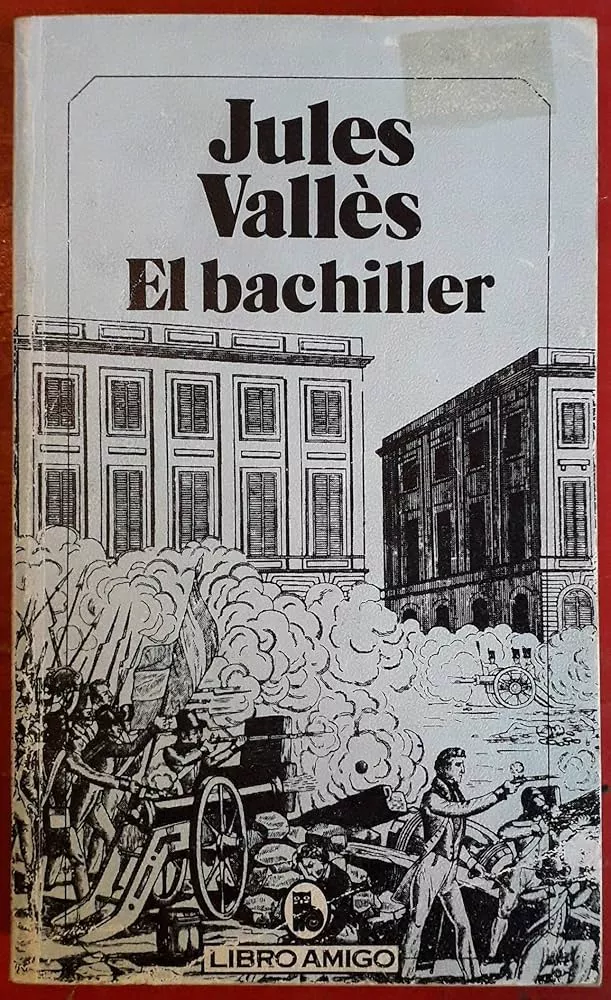 Jules
Vallès
El bachiller
LIBRO AMIGO